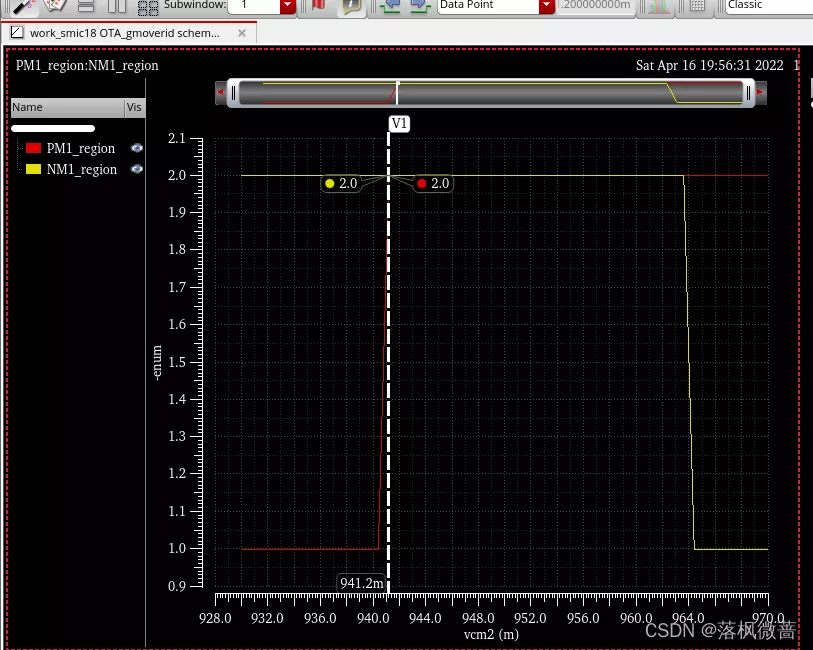 Subwindow: 1 Data Point .200000000m Classic
work_smic18 OTA_gmoverid schem...
PM1_region:NM1_region Sat Apr 16 19:56:31 2022 1
Name Vis
PM1_region
NM1_region
V1
2.1
2.0
1.9
1.8
1.7
1.6
1.5
1.4
1.3
1.2
1.1
1.0
0.9
-enum
2.0 2.0
941.2m
928.0 932.0 936.0 940.0 944.0 948.0 952.0 956.0 960.0 964.0 970.0
vcm2 (m)
CSDN @落枫微蔷